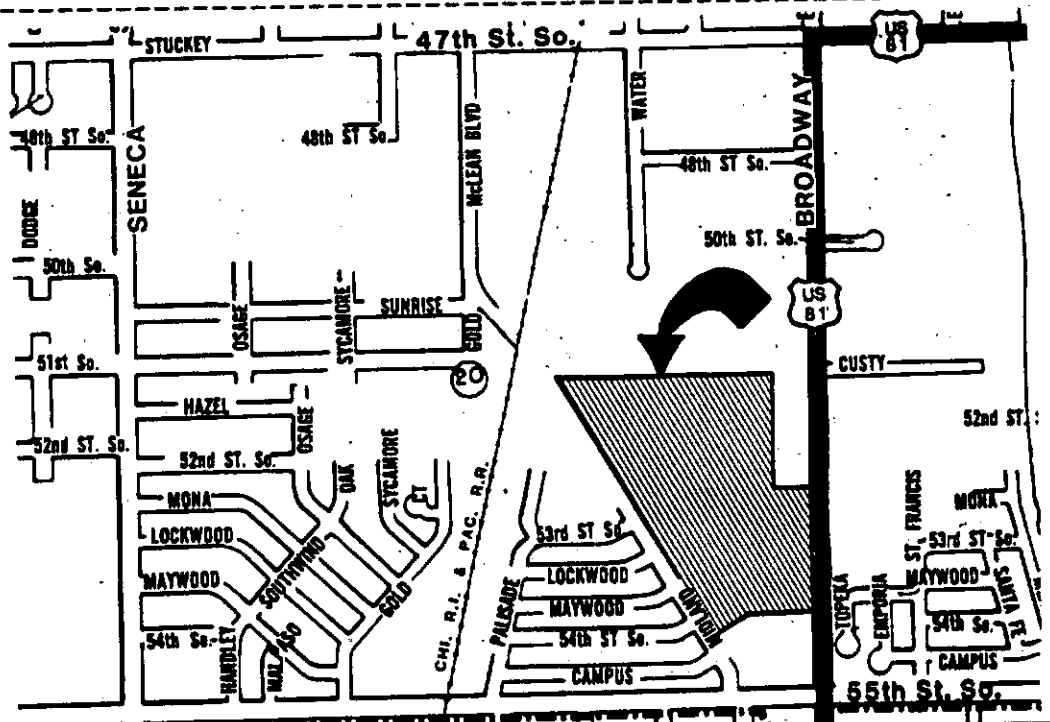 STUCKEY
47th St. So.
US
81
48th ST So.
SENECA
48th ST So.
McLEAN BLVD
WATER
48th ST So.
BROADWAY
DODGE
50th ST. So.
50th So.
OSAGE
SYCAMORE
SUNRISE
GOLD
US
81
51st So.
20
CUSTY
HAZEL
OSAGE
52nd ST. So.
52nd ST.
52nd ST. So.
OAK
SYCAMORE
CT
MONA
ST FRANCIS
MONA
LOCKWOOD
SOUTHWIND
53rd ST So
53rd ST So.
MAYWOOD
GOLD
CHI. R.I. & PAC. R.R.
PALISADE
LOCKWOOD
MAYWOOD
MIDLAND
TOPEKA
EMPORIA
MAYWOOD
SANTA FE
54th So.
HANDLEY
54th ST So.
54th So.
CAMPUS
CAMPUS
55th St. So.